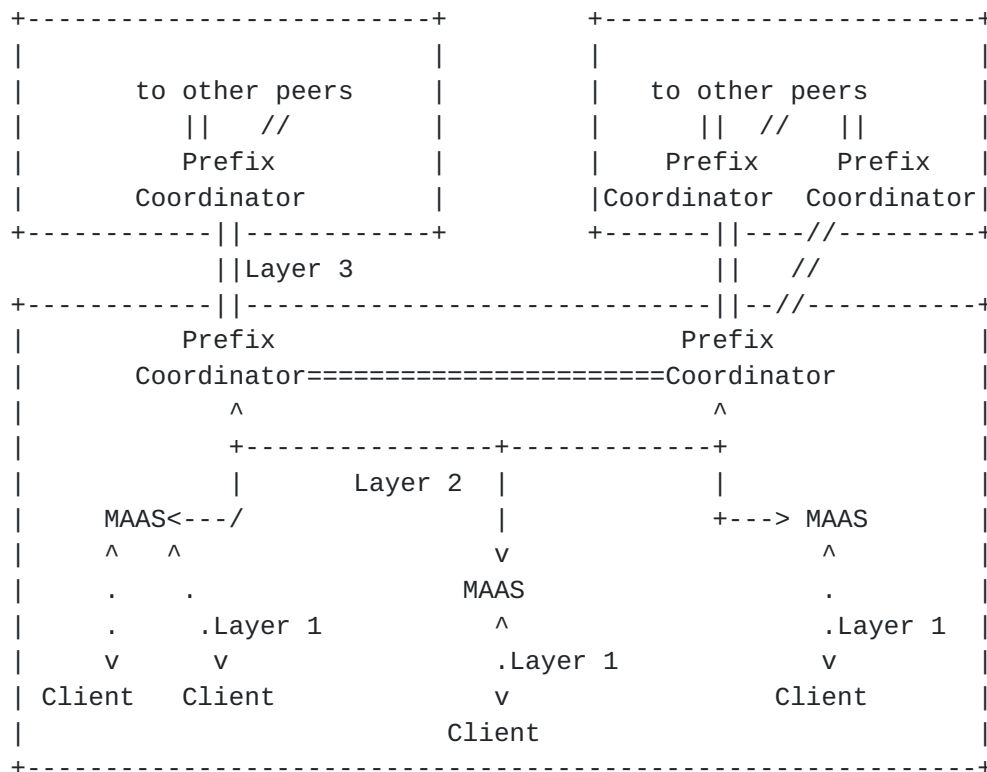 to other peers to other peers
Prefix Prefix Prefix
Coordinator Coordinator Coordinator
Layer 3
Prefix Prefix
Coordinator Coordinator
Layer 2
MAAS MAAS
MAAS
Layer 1 Layer 1
Layer 1
Client Client Client
Client